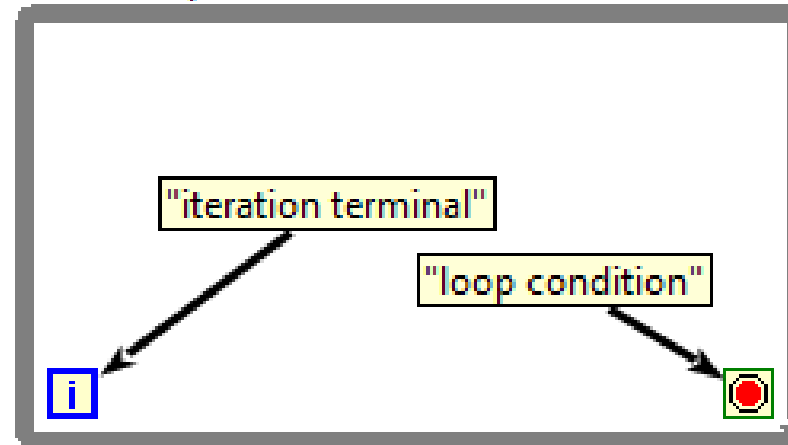 "iteration terminal"
"loop condition"
i